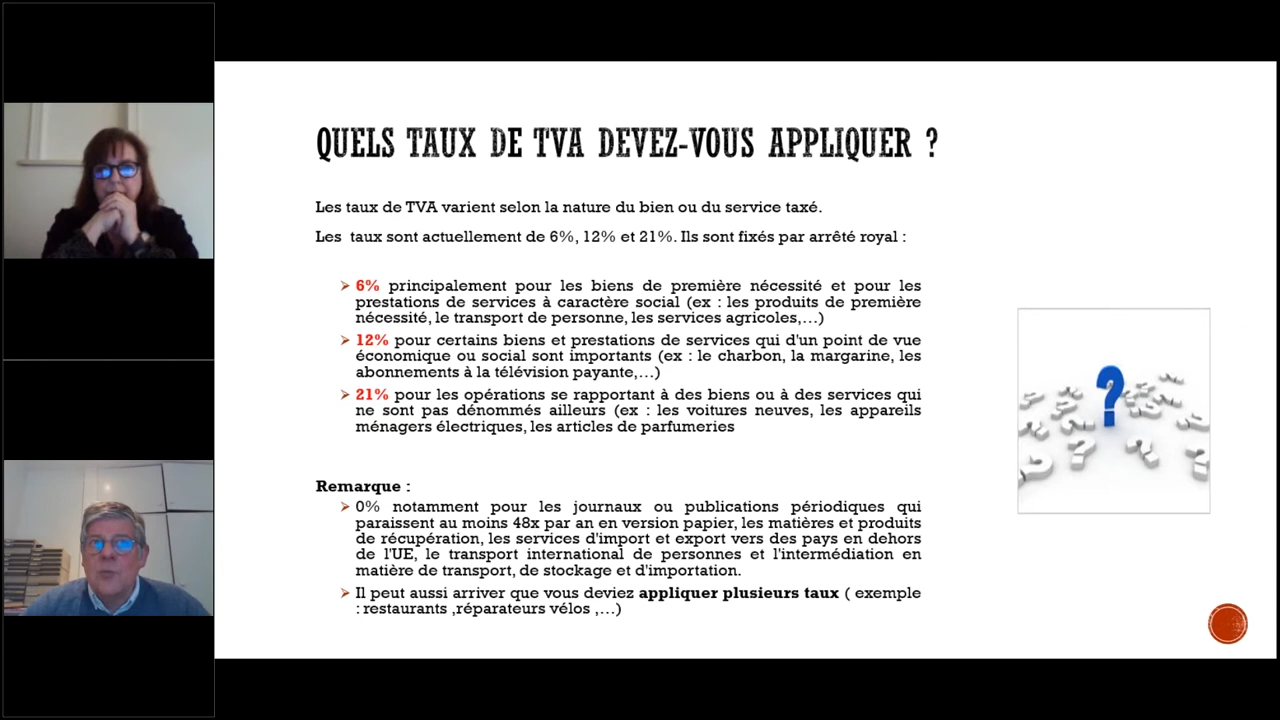 QUELS TAUX DE TVA DEVEZ-VOUS APPLIQUER ?
Les taux de TVA varient selon la nature du bien ou du service taxé.
Les  taux sont actuellement de 6%, 12% et 21%. Ils sont fixés par arrêté royal :
➢ 6% principalement pour les biens de première nécessité et pour les
prestations de services à caractère social (ex : les produits de première
nécessité, le transport de personne, les services agricoles,…)
➢ 12% pour certains biens et prestations de services qui d'un point de vue
économique ou social sont importants (ex : le charbon, la margarine, les
abonnements à la télévision payante,…)
➢ 21% pour les opérations se rapportant à des biens ou à des services qui
ne sont pas dénommés ailleurs (ex : les voitures neuves, les appareils
ménagers électriques, les articles de parfumeries
Remarque :
➢ 0% notamment pour les journaux ou publications périodiques qui
paraissent au moins 48x par an en version papier, les matières et produits
de récupération, les services d'import et export vers des pays en dehors
de l'UE, le transport international de personnes et l'intermédiation en
matière de transport, de stockage et d'importation.
➢ Il peut aussi arriver que vous deviez appliquer plusieurs taux ( exemple
: restaurants ,réparateurs vélos ,…)